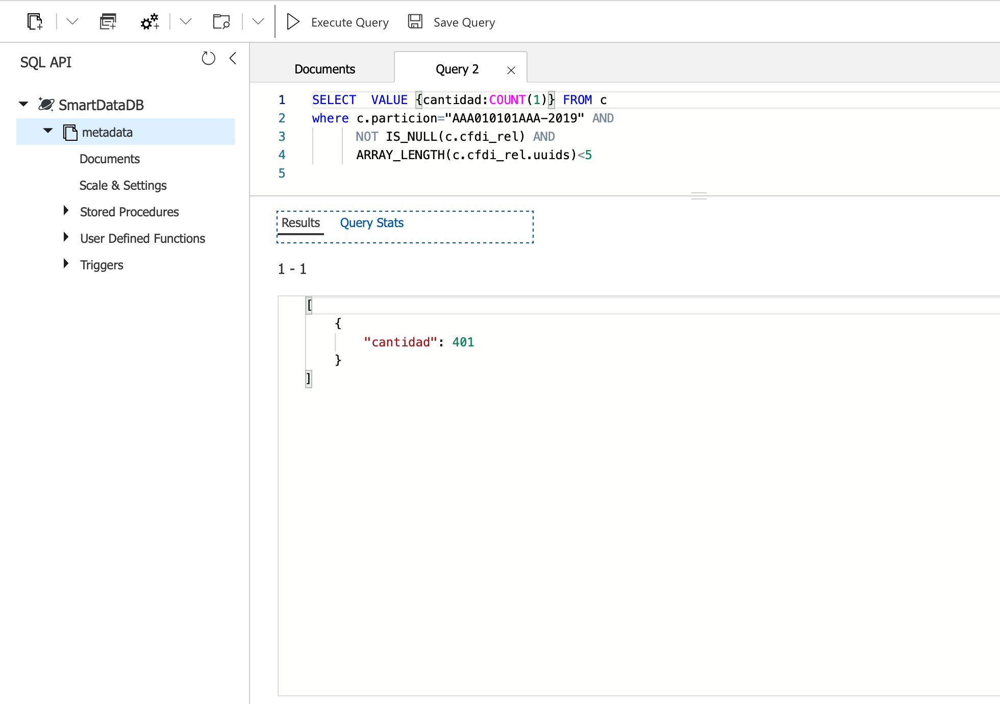 Execute Query
Save Query
SQL API
SmartDataDB
metadata
Documents
Scale & Settings
Stored Procedures
User Defined Functions
Triggers
Documents
Query 2
1 SELECT  VALUE {cantidad:COUNT(1)} FROM c
2 where c.particion="AAA010101AAA-2019" AND
3       NOT IS_NULL(c.cfdi_rel) AND
4       ARRAY_LENGTH(c.cfdi_rel.uuids)<5
5
Results Query Stats
1 - 1
[
    {
        "cantidad": 401
    }
]